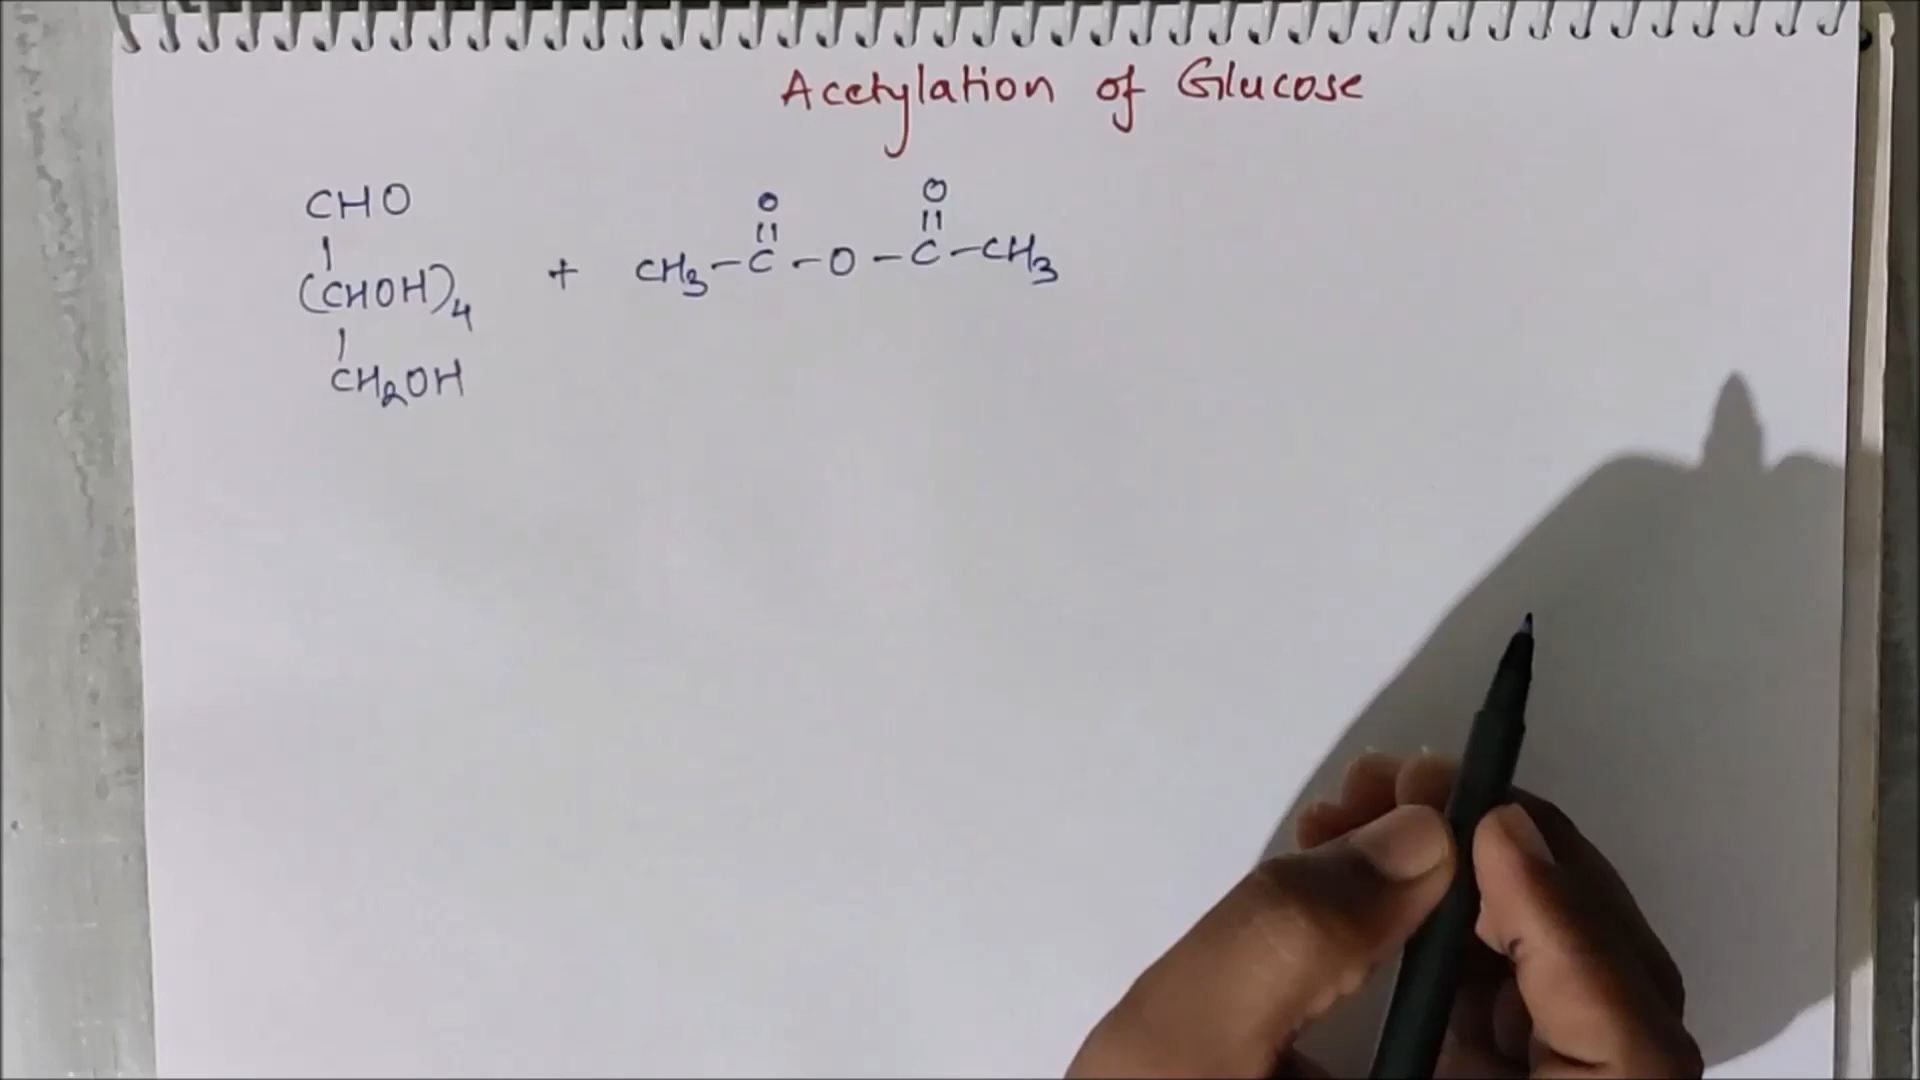 Acetylation of Glucose
CHO
|
(CHOH)4
|
CH2OH
+
O O
|| ||
CH3-C-O-C-CH3